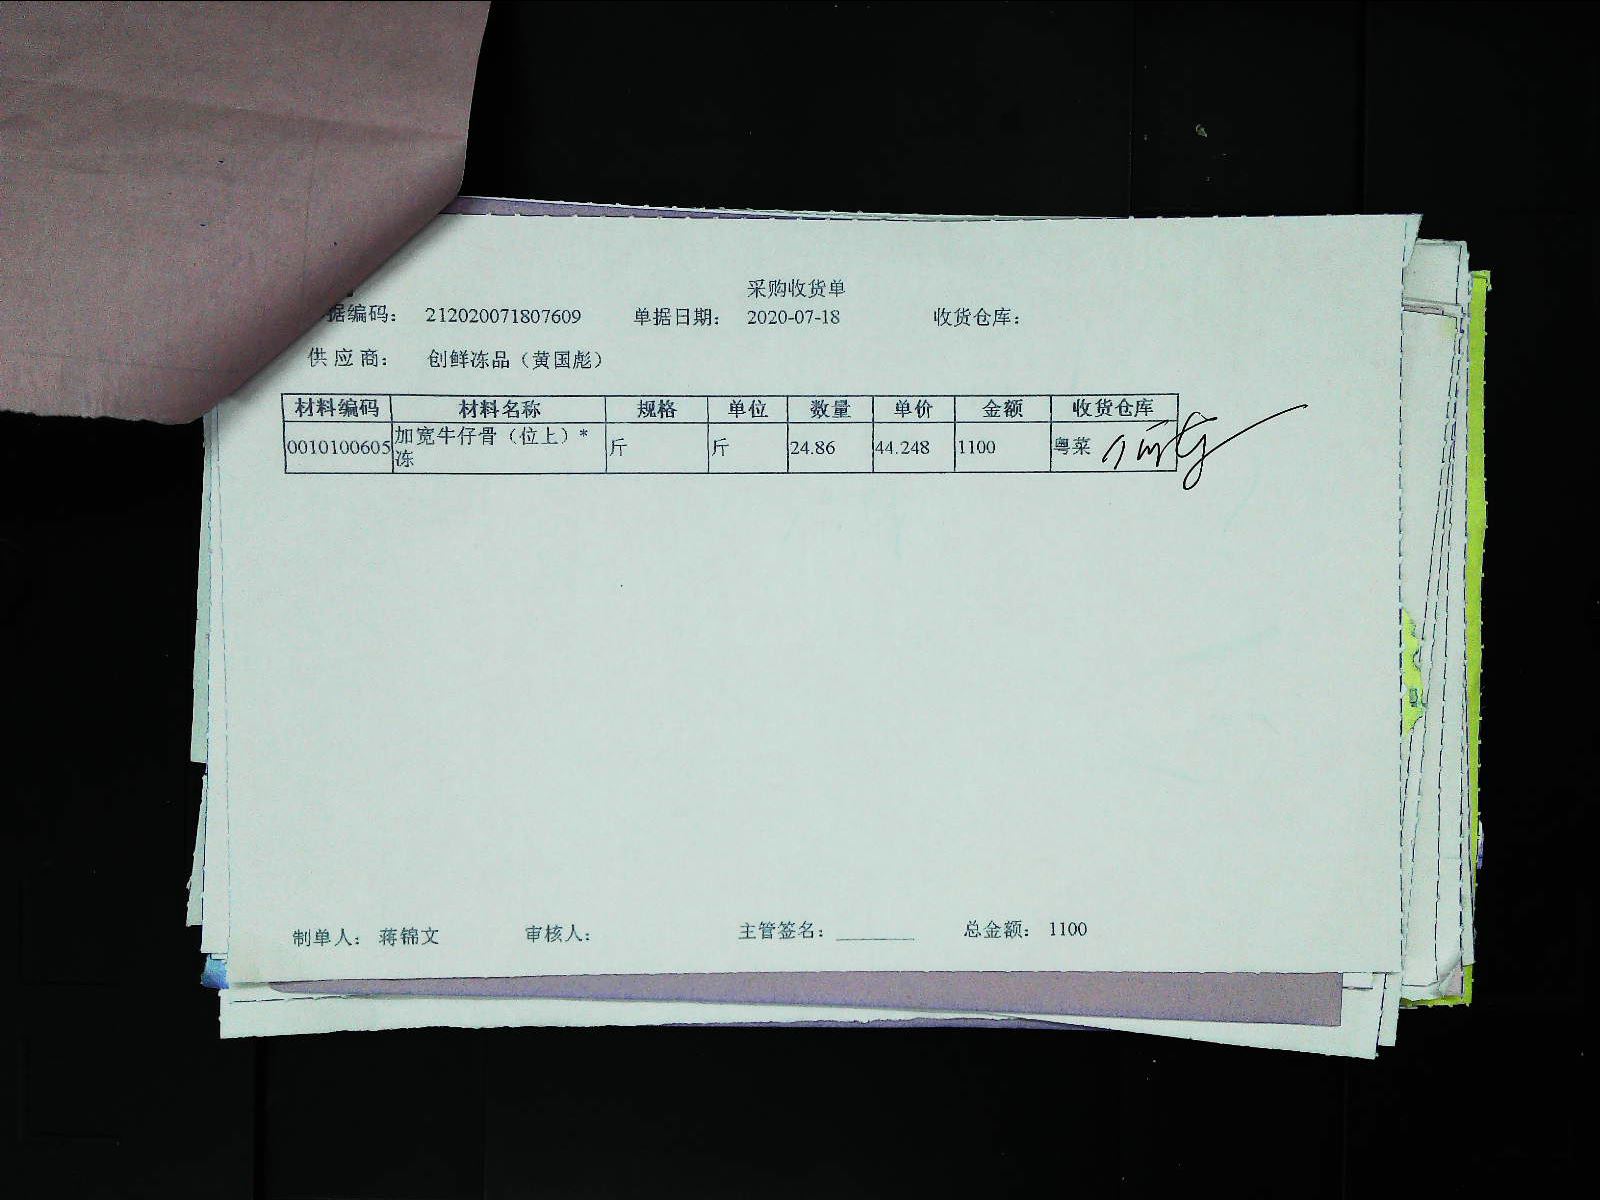 采购收货单
据编码： 212020071807609 单据日期： 2020-07-18 收货仓库：
供应商： 创鲜冻品（黄国彪）
材料编码 材料名称 规格 单位 数量 单价 金额 收货仓库
0010100605 加宽牛仔骨（位上）*冻 斤 斤 24.86 44.248 1100 粤菜
制单人： 蒋锦文 审核人： 主管签名： 总金额： 1100